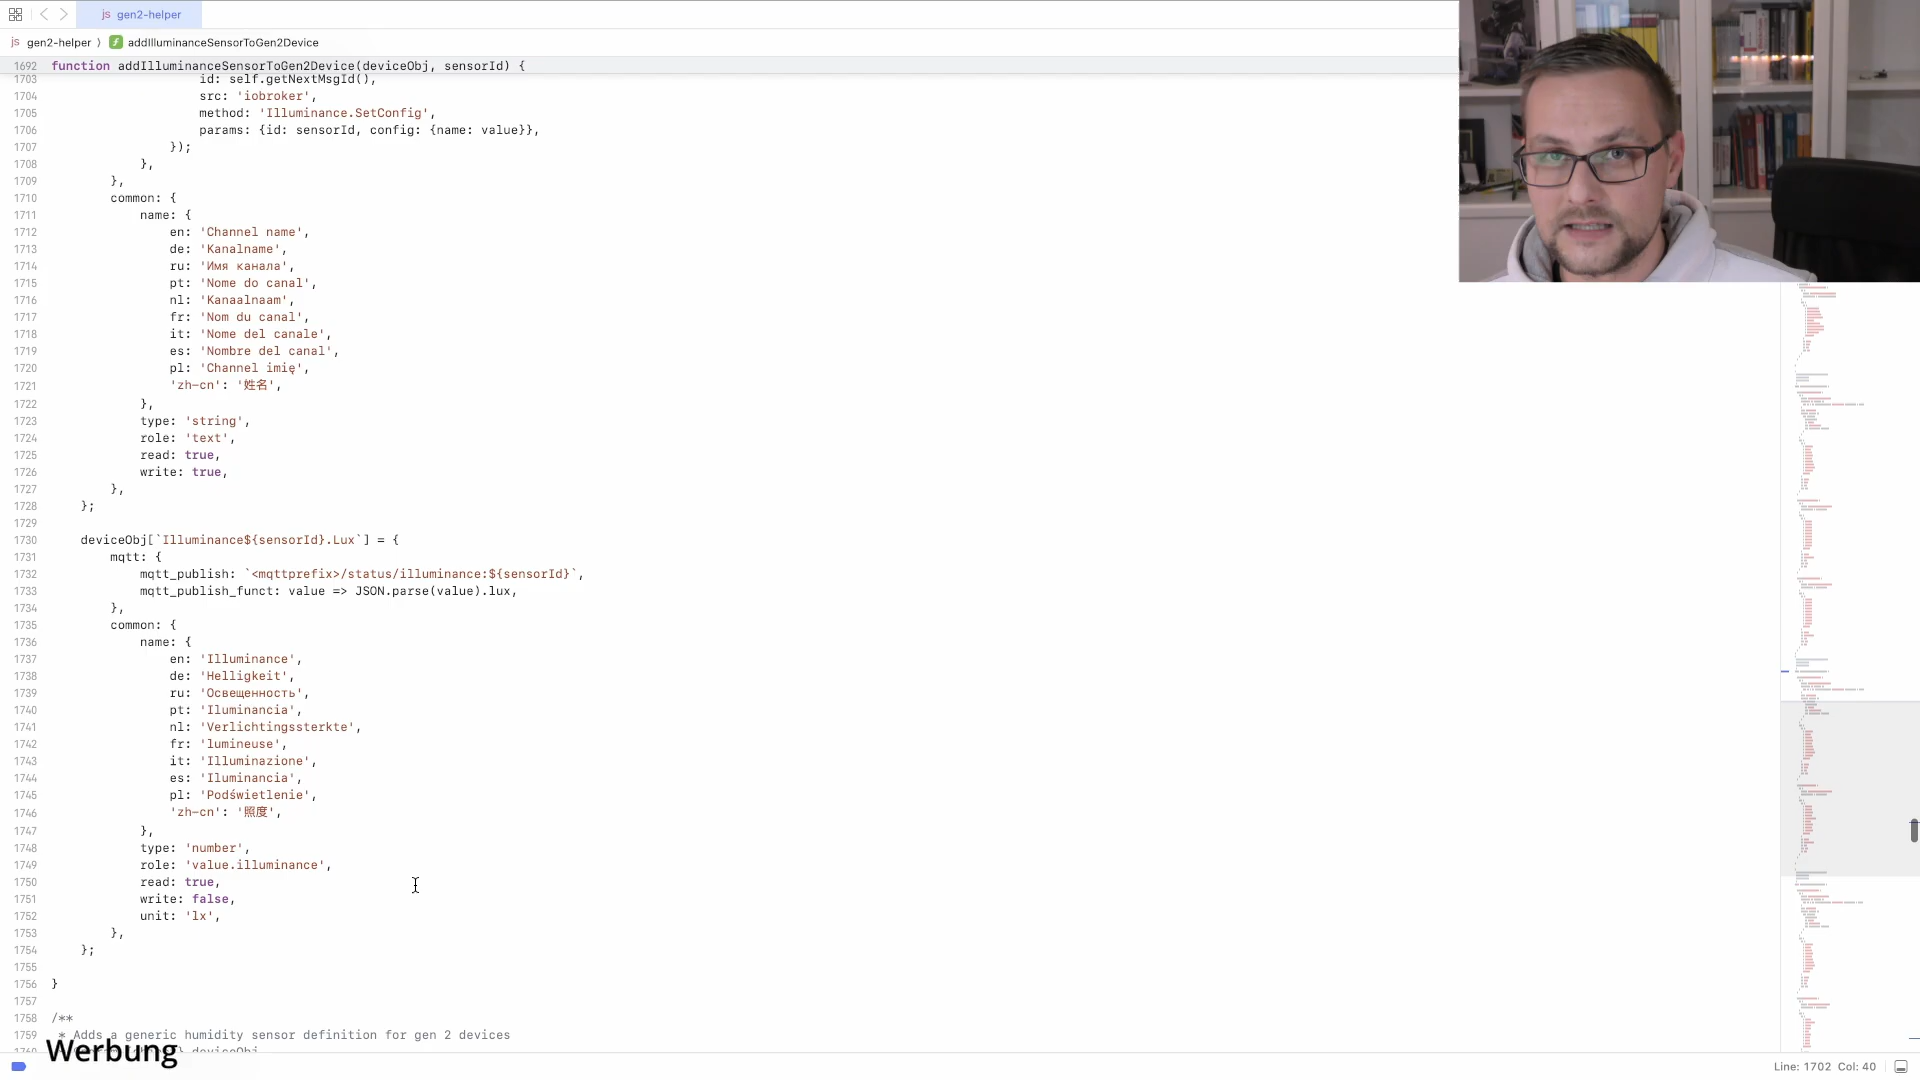 js gen2-helper
js gen2-helper ⟩ ƒ addIlluminanceSensorToGen2Device
1692 function addIlluminanceSensorToGen2Device(deviceObj, sensorId) {
1703 id: self.getNextMsgId(),
1704 src: 'iobroker',
1705 method: 'Illuminance.SetConfig',
1706 params: {id: sensorId, config: {name: value}},
1707 });
1708 },
1709 },
1710 common: {
1711 name: {
1712 en: 'Channel name',
1713 de: 'Kanalname',
1714 ru: 'Имя канала',
1715 pt: 'Nome do canal',
1716 nl: 'Kanaalnaam',
1717 fr: 'Nom du canal',
1718 it: 'Nome del canale',
1719 es: 'Nombre del canal',
1720 pl: 'Channel imię',
1721 'zh-cn': '姓名',
1722 },
1723 type: 'string',
1724 role: 'text',
1725 read: true,
1726 write: true,
1727 },
1728 };
1729
1730 deviceObj[`Illuminance${sensorId}.Lux`] = {
1731 mqtt: {
1732 mqtt_publish: `<mqttprefix>/status/illuminance:${sensorId}`,
1733 mqtt_publish_funct: value => JSON.parse(value).lux,
1734 },
1735 common: {
1736 name: {
1737 en: 'Illuminance',
1738 de: 'Helligkeit',
1739 ru: 'Освещенность',
1740 pt: 'Iluminancia',
1741 nl: 'Verlichtingssterkte',
1742 fr: 'lumineuse',
1743 it: 'Illuminazione',
1744 es: 'Iluminancia',
1745 pl: 'Podświetlenie',
1746 'zh-cn': '照度',
1747 },
1748 type: 'number',
1749 role: 'value.illuminance',
1750 read: true,
1751 write: false,
1752 unit: 'lx',
1753 },
1754 };
1755
1756 }
1757
1758 /**
1759 * Adds a generic humidity sensor definition for gen 2 devices
Werbung
Line: 1702 Col: 40